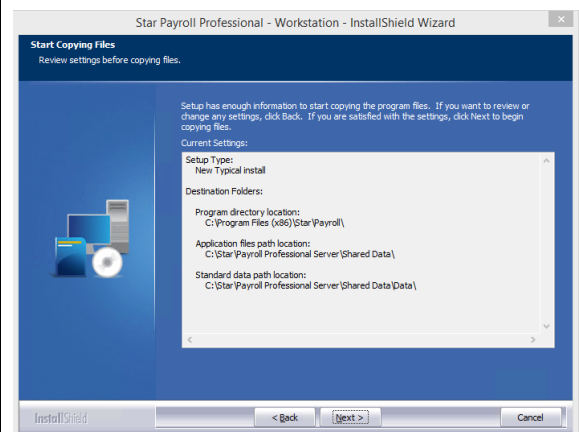 Star Payroll Professional - Workstation - InstallShield Wizard
Start Copying Files
Review settings before copying files.
Setup has enough information to start copying the program files.  If you want to review or
change any settings, click Back.  If you are satisfied with the settings, click Next to begin
copying files.
Current Settings:
Setup Type:
New Typical install
Destination Folders:
Program directory location:
C:\Program Files (x86)\Star\Payroll\
Application files path location:
C:\Star\Payroll Professional Server\Shared Data\
Standard data path location:
C:\Star\Payroll Professional Server\Shared Data\Data\
InstallShield
< Back
Next >
Cancel